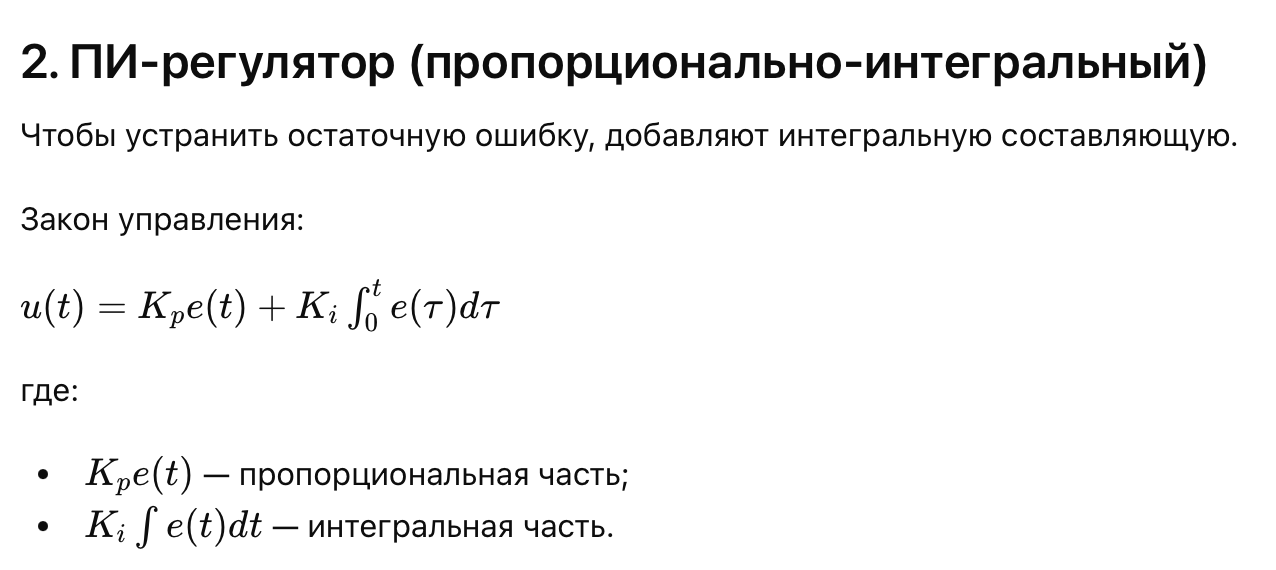 2. ПИ-регулятор (пропорционально-интегральный)
Чтобы устранить остаточную ошибку, добавляют интегральную составляющую.
Закон управления:
u(t) = K_p e(t) + K_i ∫_0^t e(τ)dτ
где:
• K_p e(t) — пропорциональная часть;
• K_i ∫ e(t)dt — интегральная часть.